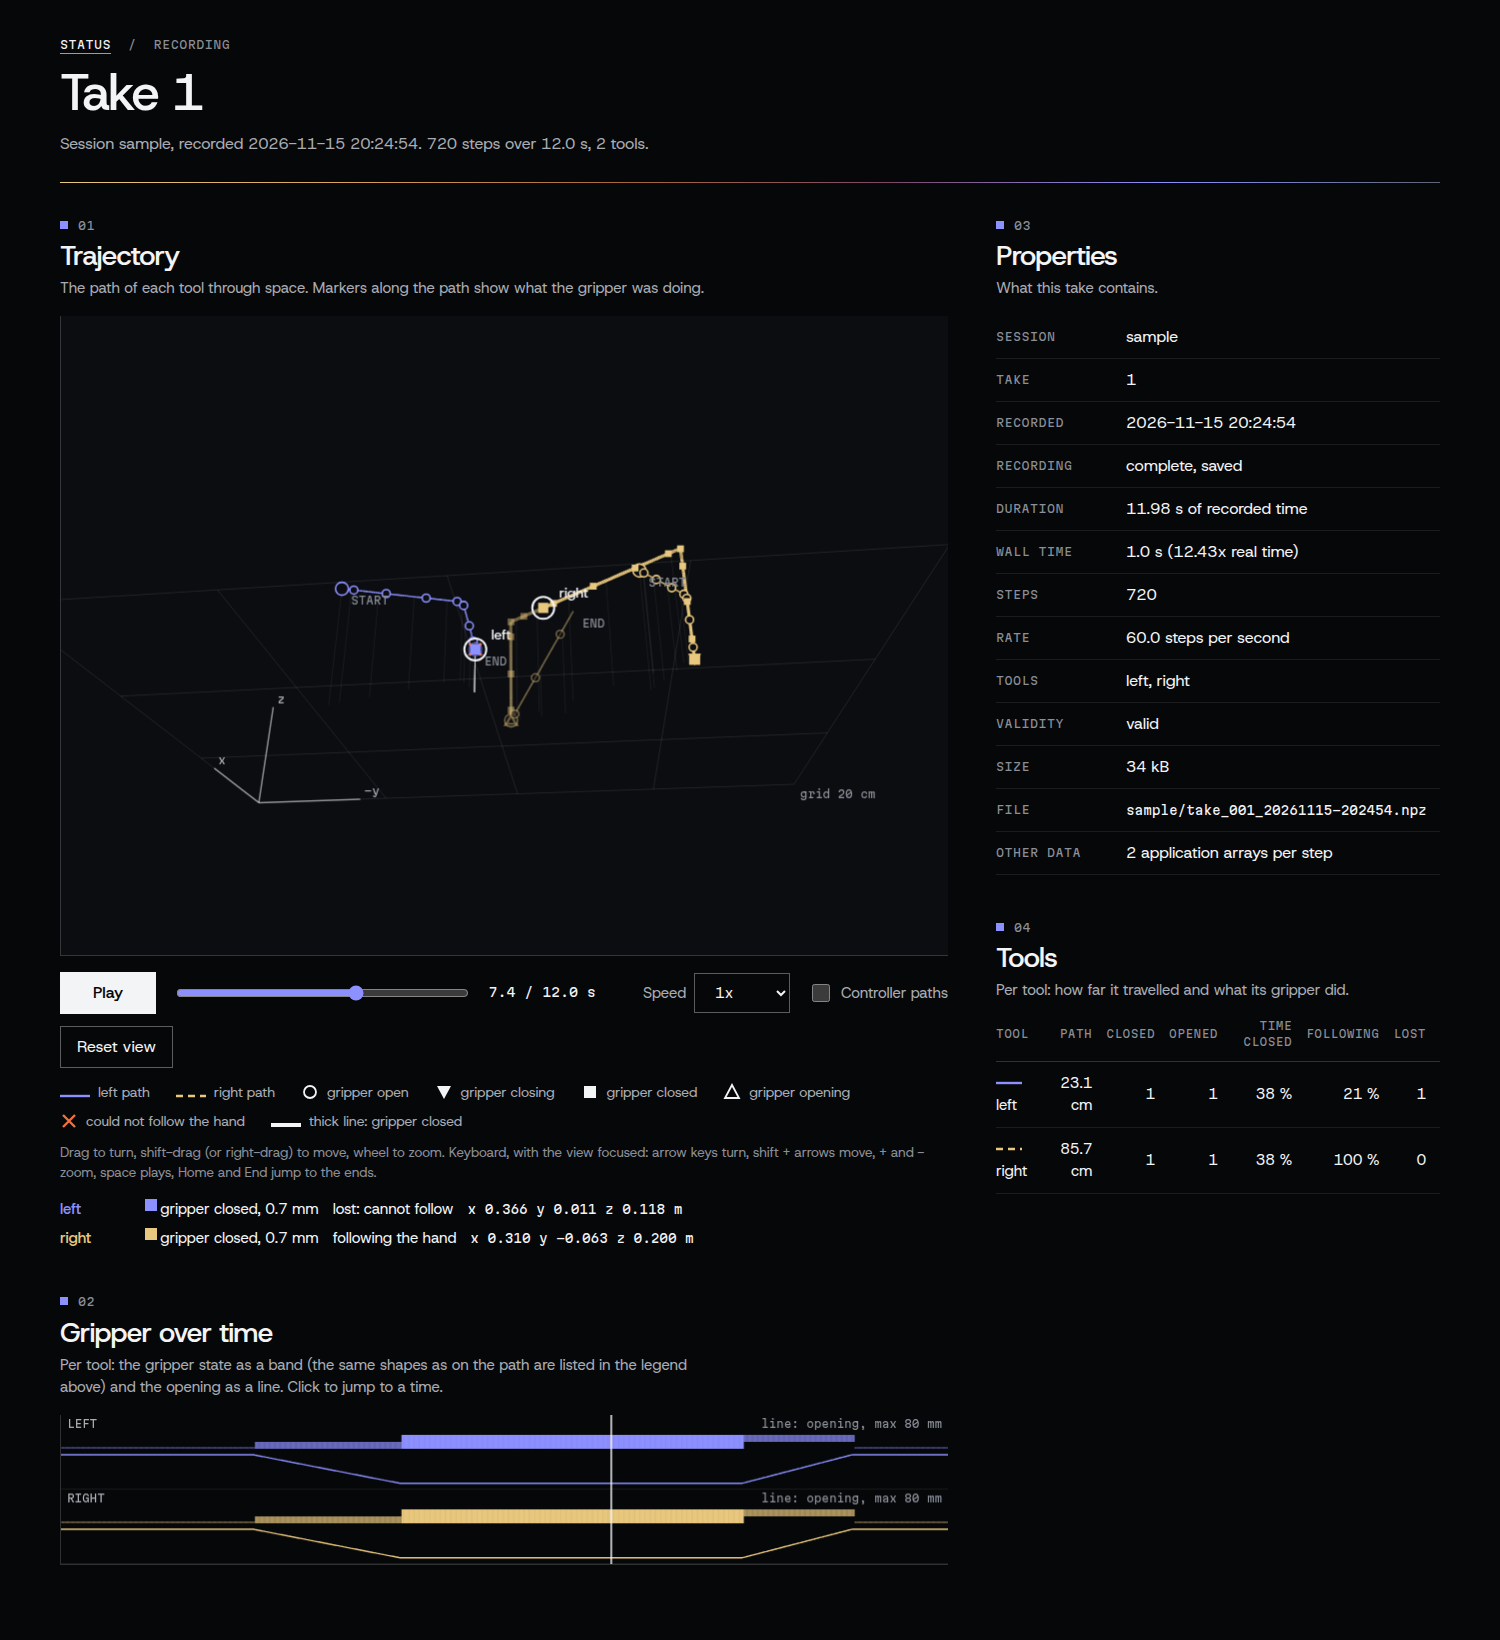 STATUS / RECORDING
Take 1
Session sample, recorded 2026-11-15 20:24:54. 720 steps over 12.0 s, 2 tools.
01
Trajectory
The path of each tool through space. Markers along the path show what the gripper was doing.
START
right
START
left
END
END
z
x
-y
grid 20 cm
Play
7.4 / 12.0 s
Speed
1x
Controller paths
Reset view
left path
right path
gripper open
gripper closing
gripper closed
gripper opening
could not follow the hand
thick line: gripper closed
Drag to turn, shift-drag (or right-drag) to move, wheel to zoom. Keyboard, with the view focused: arrow keys turn, shift + arrows move, + and -
zoom, space plays, Home and End jump to the ends.
left gripper closed, 0.7 mm lost: cannot follow x 0.366 y 0.011 z 0.118 m
right gripper closed, 0.7 mm following the hand x 0.310 y -0.063 z 0.200 m
02
Gripper over time
Per tool: the gripper state as a band (the same shapes as on the path are listed in the legend
above) and the opening as a line. Click to jump to a time.
LEFT
line: opening, max 80 mm
RIGHT
line: opening, max 80 mm
03
Properties
What this take contains.
SESSION sample
TAKE 1
RECORDED 2026-11-15 20:24:54
RECORDING complete, saved
DURATION 11.98 s of recorded time
WALL TIME 1.0 s (12.43x real time)
STEPS 720
RATE 60.0 steps per second
TOOLS left, right
VALIDITY valid
SIZE 34 kB
FILE sample/take_001_20261115-202454.npz
OTHER DATA 2 application arrays per step
04
Tools
Per tool: how far it travelled and what its gripper did.
TOOL PATH CLOSED OPENED TIME CLOSED FOLLOWING LOST
left 23.1 cm 1 1 38 % 21 % 1
right 85.7 cm 1 1 38 % 100 % 0